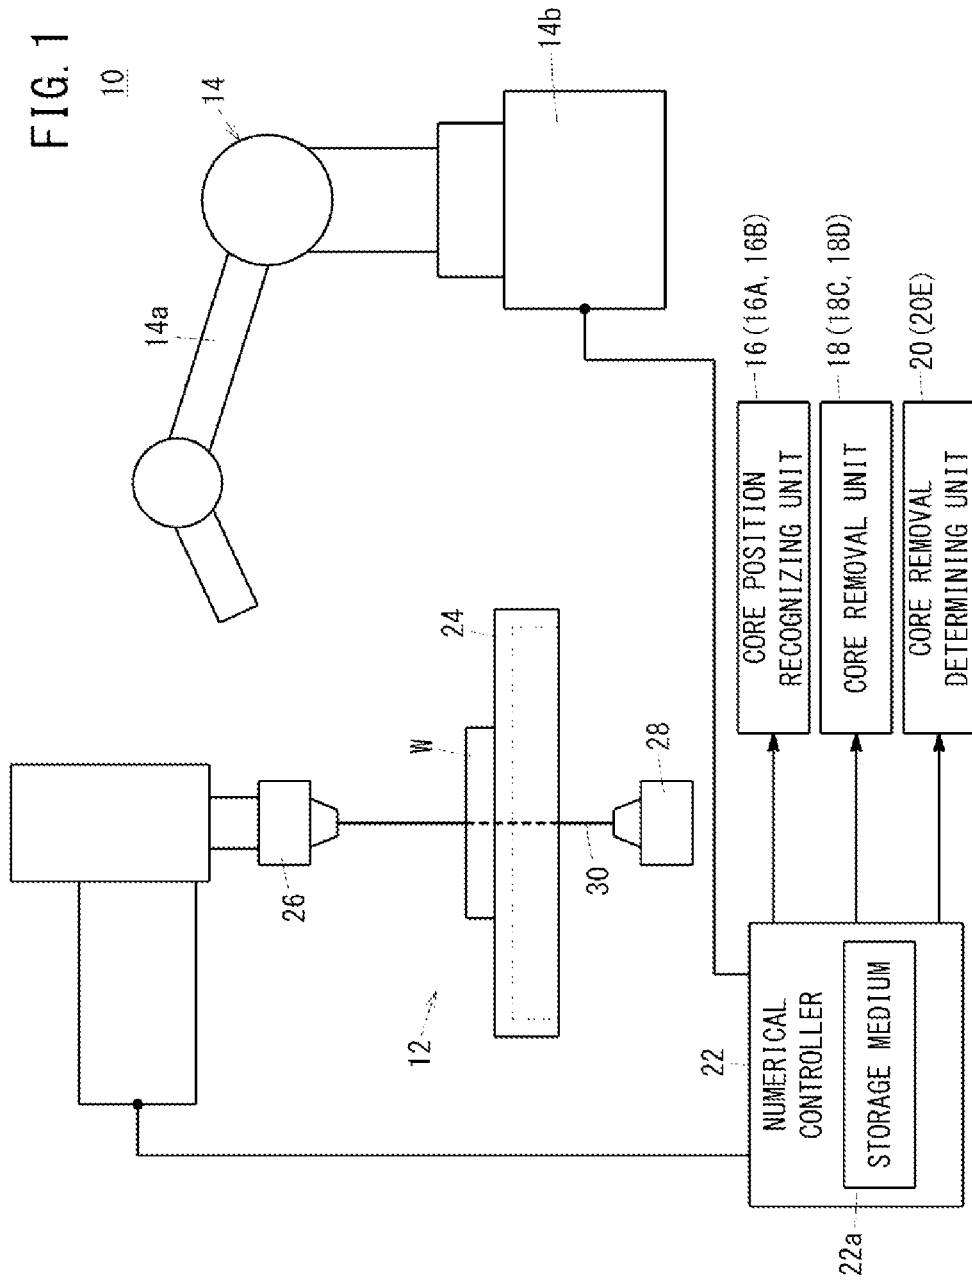 FIG. 1
10
14
14a
14b
12
26
W
24
30
28
22
NUMERICAL
CONTROLLER
STORAGE MEDIUM
22a
CORE POSITION
RECOGNIZING UNIT
16 (16A, 16B)
CORE REMOVAL UNIT
18 (18C, 18D)
CORE REMOVAL
DETERMINING UNIT
20 (20E)